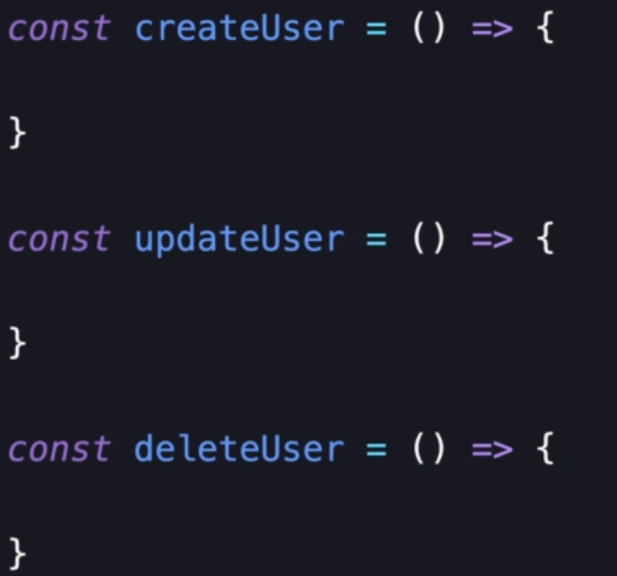 const createUser = () => {
}
const updateUser = () => {
}
const deleteUser = () => {
}